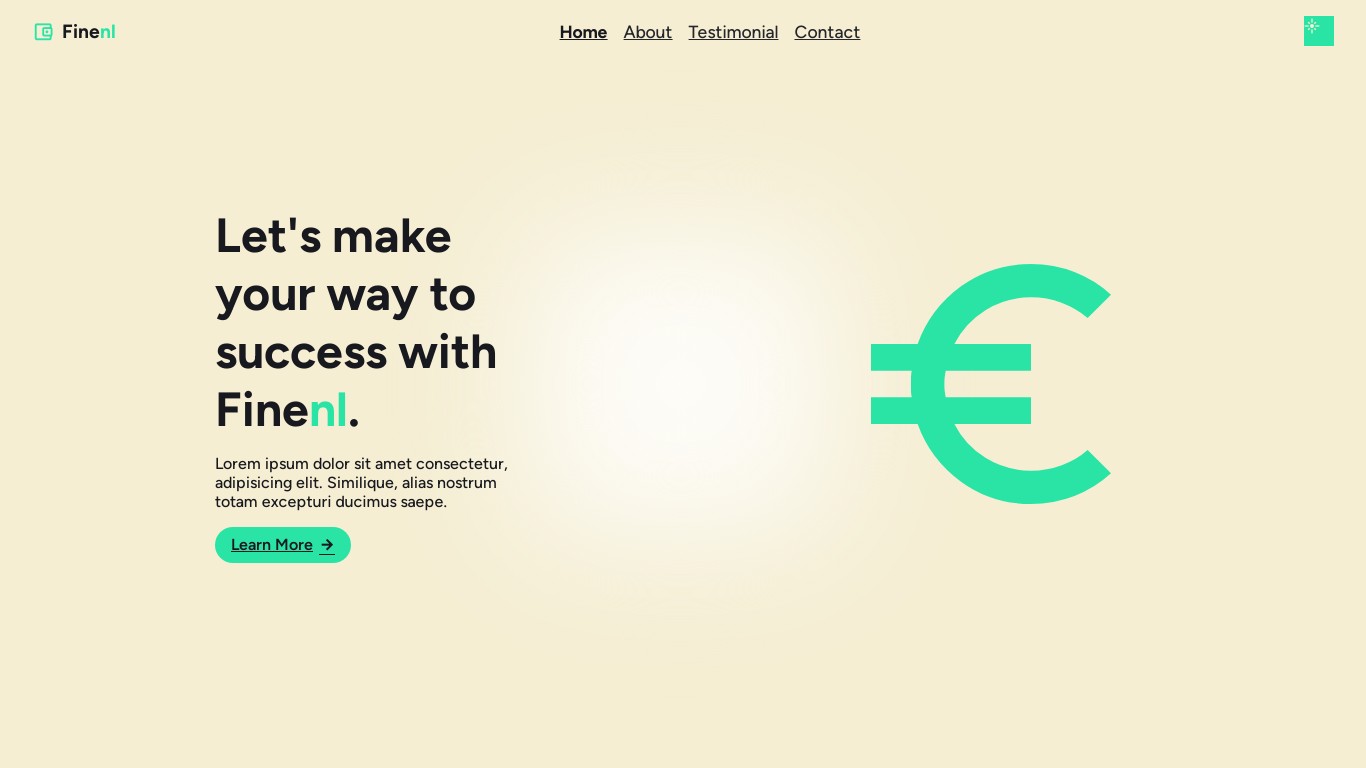 Finenl
Home About Testimonial Contact
Let's make
your way to
success with
Finenl.
Lorem ipsum dolor sit amet consectetur,
adipisicing elit. Similique, alias nostrum
totam excepturi ducimus saepe.
Learn More →
€